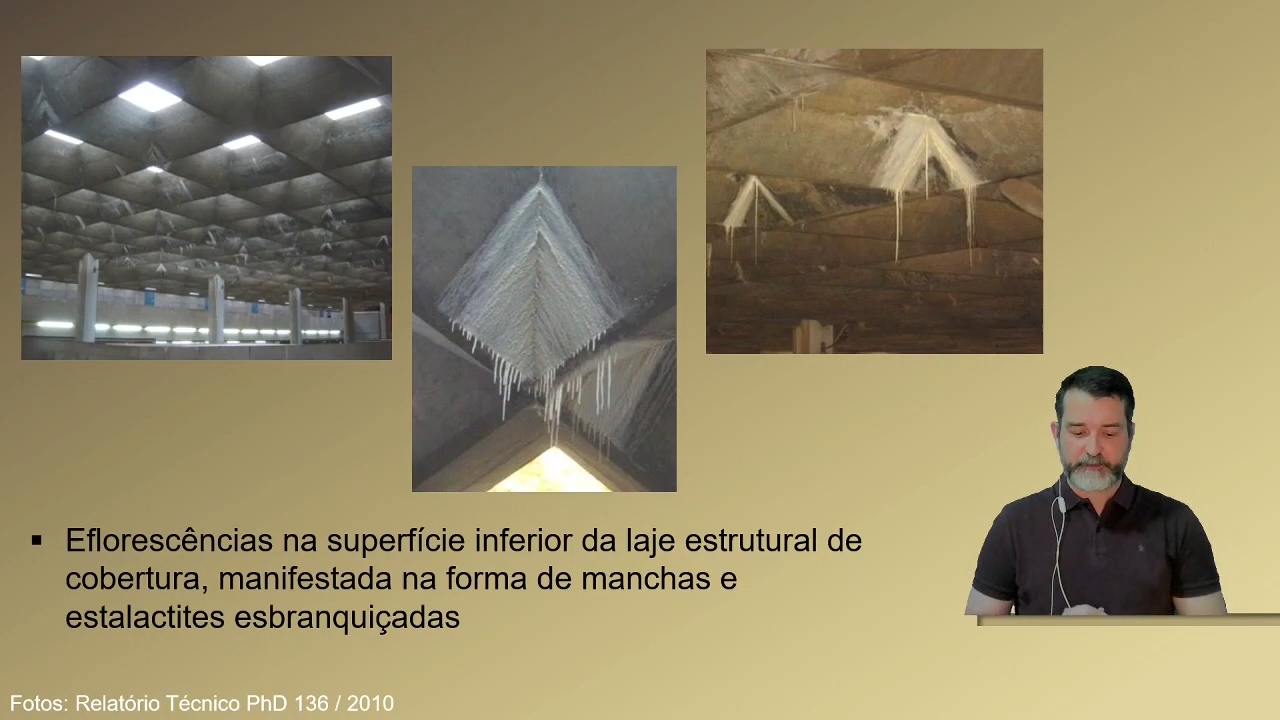 ▪ Eflorescências na superfície inferior da laje estrutural de
cobertura, manifestada na forma de manchas e
estalactites esbranquiçadas
Fotos: Relatório Técnico PhD 136 / 2010